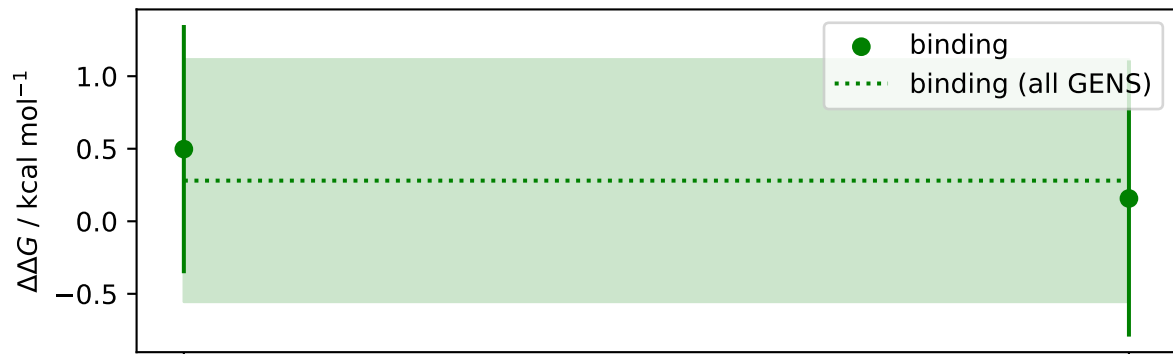 ΔΔG / kcal mol⁻¹
1.0
0.5
0.0
−0.5
binding
binding (all GENS)